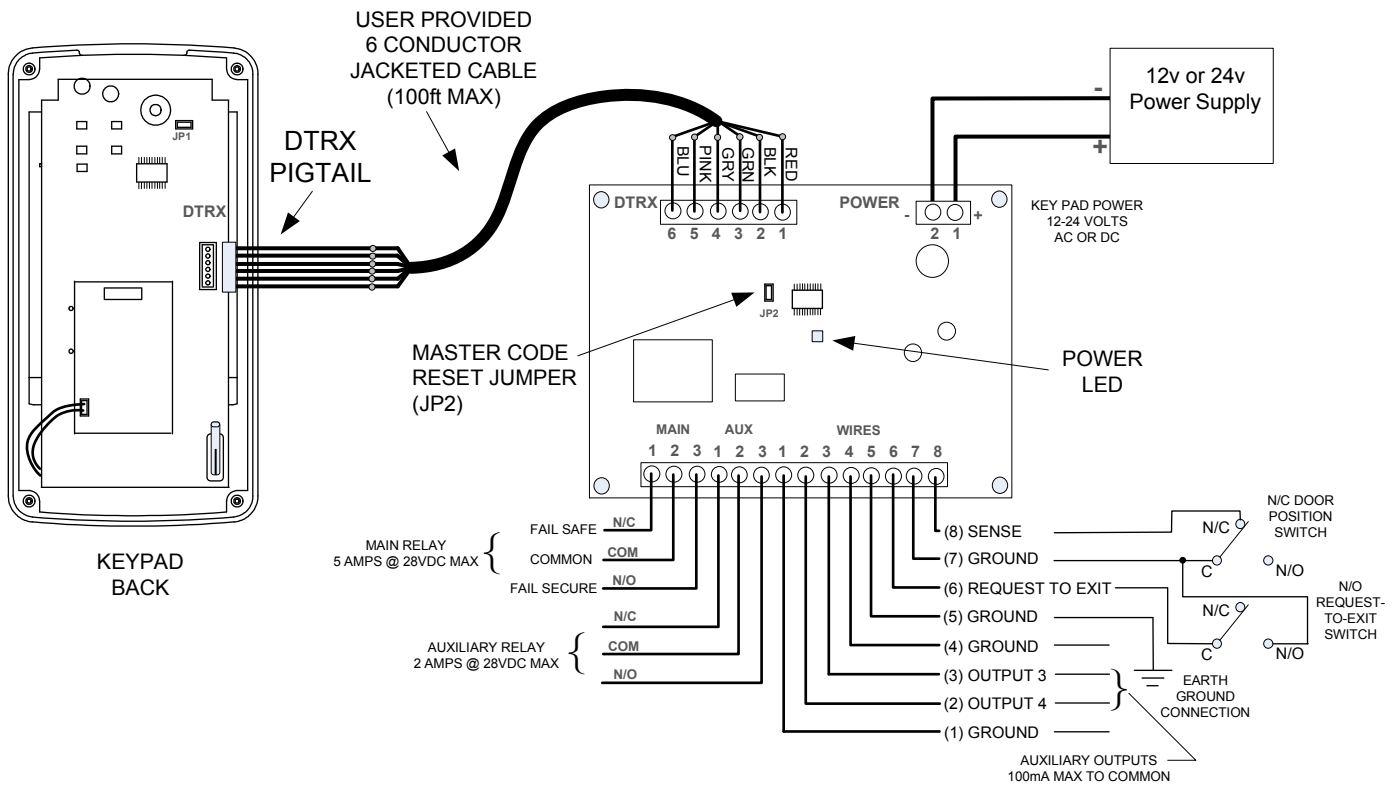 USER PROVIDED
6 CONDUCTOR
JACKETED CABLE
(100ft MAX)
DTRX
PIGTAIL
JP1
DTRX
KEYPAD
BACK
BLU
PINK
GRY
GRN
BLK
RED
DTRX
6 5 4 3 2 1
POWER
- +
2 1
12v or 24v
Power Supply
-
+
KEY PAD POWER
12-24 VOLTS
AC OR DC
JP2
MASTER CODE
RESET JUMPER
(JP2)
POWER
LED
MAIN AUX WIRES
1 2 3 1 2 3 1 2 3 4 5 6 7 8
MAIN RELAY
5 AMPS @ 28VDC MAX
FAIL SAFE N/C
COMMON COM
FAIL SECURE N/O
AUXILIARY RELAY
2 AMPS @ 28VDC MAX
N/C
COM
N/O
(8) SENSE
(7) GROUND
(6) REQUEST TO EXIT
(5) GROUND
(4) GROUND
(3) OUTPUT 3
(2) OUTPUT 4
(1) GROUND
N/C DOOR
POSITION
SWITCH
N/C
C
N/O
N/O
REQUEST-
TO-EXIT
SWITCH
N/C
C
N/O
EARTH
GROUND
CONNECTION
AUXILIARY OUTPUTS
100mA MAX TO COMMON